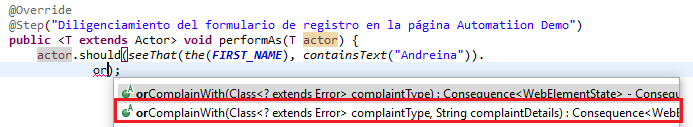 @Override
@Step("Diligenciamiento del formulario de registro en la página Automatiion Demo")
public <T extends Actor> void performAs(T actor) {
actor.should(seeThat(the(FIRST_NAME), containsText("Andreina")).
or);
orComplainWith(Class<? extends Error> complaintType) : Consequence<WebElementState> - Conseq
orComplainWith(Class<? extends Error> complaintType, String complaintDetails) : Consequence<WebE